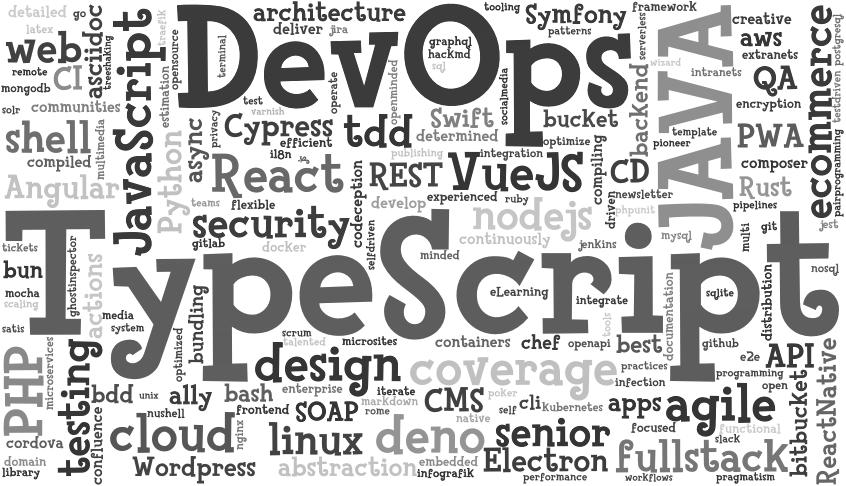 detailed
go
latex
web
remote
CI
mongodb
solr
communities
shell
compiled
multimedia
Angular
asciidoc
treeshaking
JavaScript
traefik
opensource
estimation
Python
async
privacy
DevOps
terminal
architecture
deliver
jira
tooling
Symfony
patterns
framework
serverless
wizard
graphql
hackmd
sql
operate
openminded
socialmedia
test
varnish
Cypress
efficient
i18n
jq
tdd
Swift
determined
publishing
integration
bucket
optimize
backend
JAVA
intranets
template
pioneer
creative
aws
extranets
QA
encryption
PWA
composer
Rust
pipelines
ecommerce
postgresql
testdriven
pairprogramming
jest
React
REST
VueJS
compiling
CD
newsletter
driven
phpunit
teams
flexible
codeception
develop
experienced
ruby
security
gitlab
docker
selfdriven
nodejs
continuously
minded
jenkins
mysql
multi
git
nosql
TypeScript
tickets
bun
ghostinspector
mocha
scaling
satis
actions
media
system
optimized
bundling
eLearning
integrate
tools
documentation
sqlite
distribution
scrum
talented
microsites
containers
chef
openapi
best
github
e2e
API
PHP
microservices
testing
design
coverage
practices
programming
infection
open
bdd
unix
ally
bash
enterprise
iterate
markdown
rome
CMS
poker
native
self
cli
kubernetes
apps
agile
bitbucket
ReactNative
nushell
frontend
SOAP
cordova
confluence
cloud
nginx
linux
deno
senior
focused
functional
slack
domain
library
Wordpress
abstraction
embedded
infografik
Electron
performance
fullstack
workflows
pragmatism